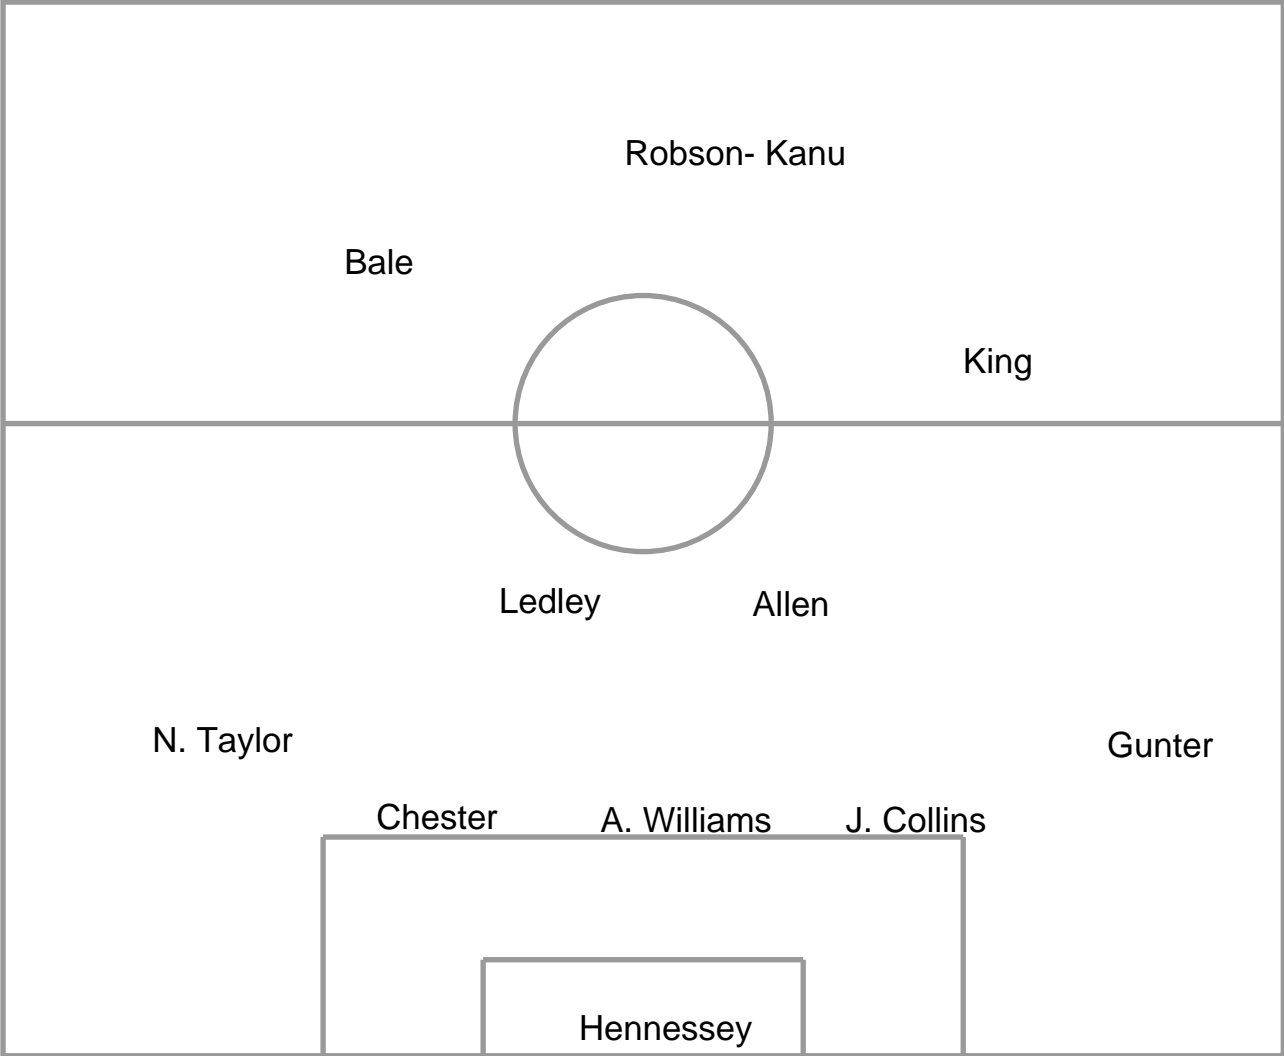 Robson- Kanu
Bale
King
Ledley
Allen
N. Taylor
Gunter
Chester
A. Williams
J. Collins
Hennessey